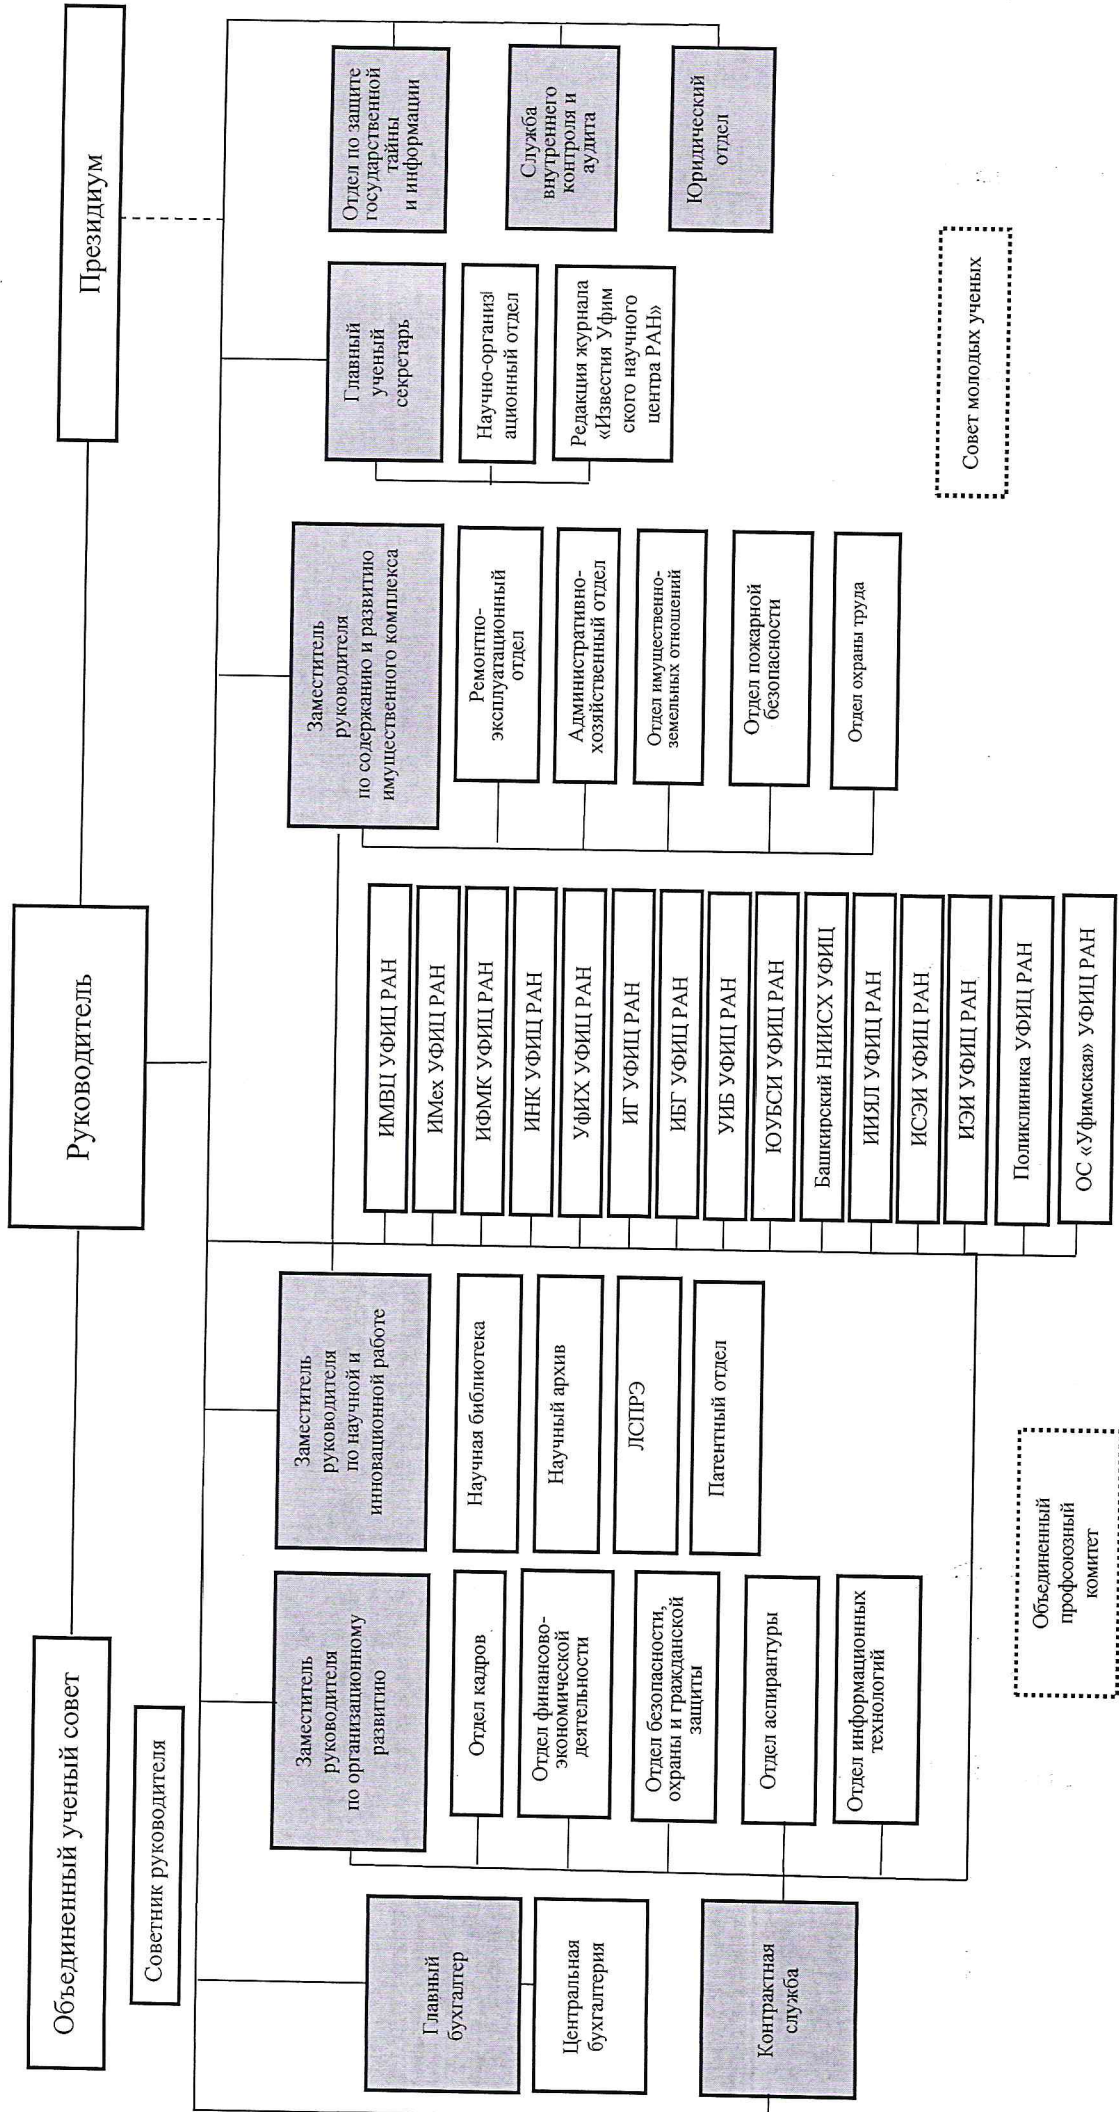 Объединенный ученый совет
Руководитель
Президиум
Советник руководителя
Главный
бухгалтер
Центральная
бухгалтерия
Контрактная
служба
Заместитель
руководителя
по организационному
развитию
Отдел кадров
Отдел финансово-
экономической
деятельности
Отдел безопасности,
охраны и гражданской
защиты
Отдел аспирантуры
Отдел информационных
технологий
Заместитель
руководителя
по научной и
инновационной работе
Научная библиотека
Научный архив
ЛСПРЭ
Патентный отдел
ИМВЦ УФИЦ РАН
ИМех УФИЦ РАН
ИФМК УФИЦ РАН
ИНК УФИЦ РАН
УфИХ УФИЦ РАН
ИГ УФИЦ РАН
ИБГ УФИЦ РАН
УИБ УФИЦ РАН
ЮУБСИ УФИЦ РАН
Башкирский НИИСХ УФИЦ
ИИЯЛ УФИЦ РАН
ИСЭИ УФИЦ РАН
ИЭИ УФИЦ РАН
Поликлиника УФИЦ РАН
ОС «Уфимская» УФИЦ РАН
Заместитель
руководителя
по содержанию и развитию
имущественного комплекса
Ремонтно-
эксплуатационный
отдел
Административно-
хозяйственный отдел
Отдел имущественно-
земельных отношений
Отдел пожарной
безопасности
Отдел охраны труда
Главный
ученый
секретарь
Научно-организ
ационный отдел
Редакция журнала
«Известия Уфим
ского научного
центра РАН»
Отдел по защите
государственной
тайны
и информации
Служба
внутреннего
контроля и
аудита
Юридический
отдел
Объединенный
профсоюзный
комитет
Совет молодых ученых